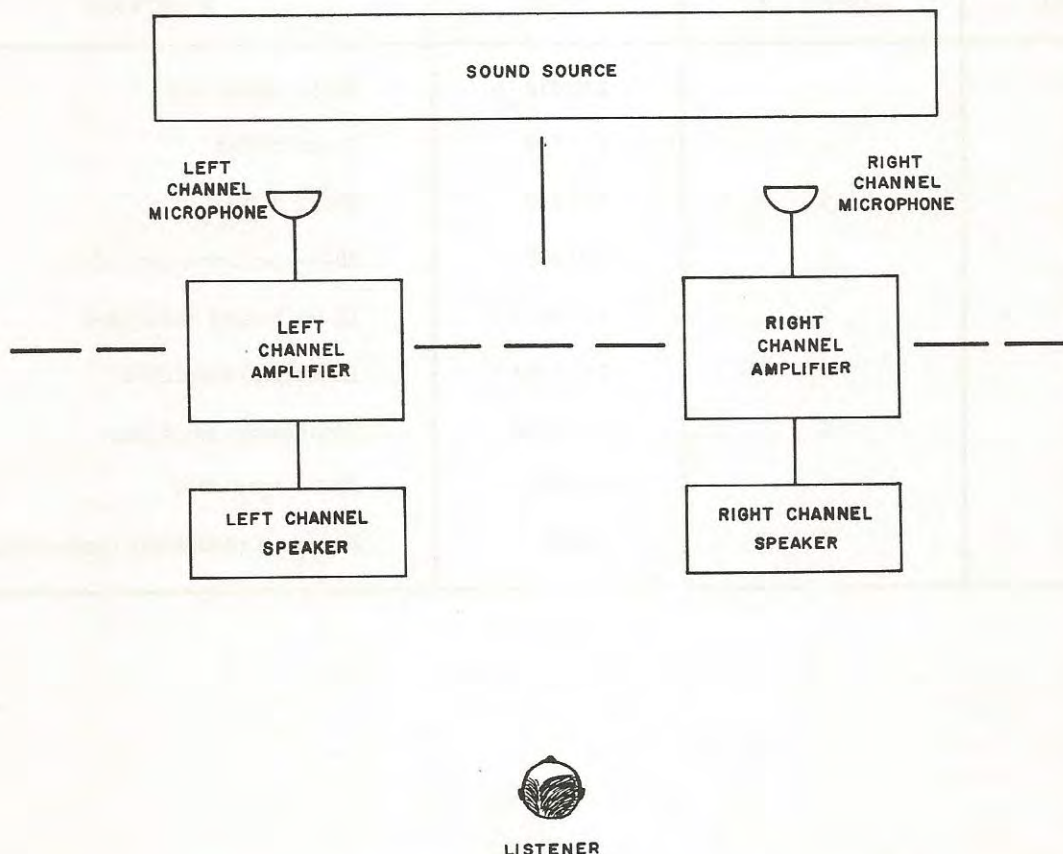 SOUND SOURCE
LEFT
CHANNEL
MICROPHONE
RIGHT
CHANNEL
MICROPHONE
LEFT
CHANNEL
AMPLIFIER
RIGHT
CHANNEL
AMPLIFIER
LEFT CHANNEL
SPEAKER
RIGHT CHANNEL
SPEAKER
LISTENER